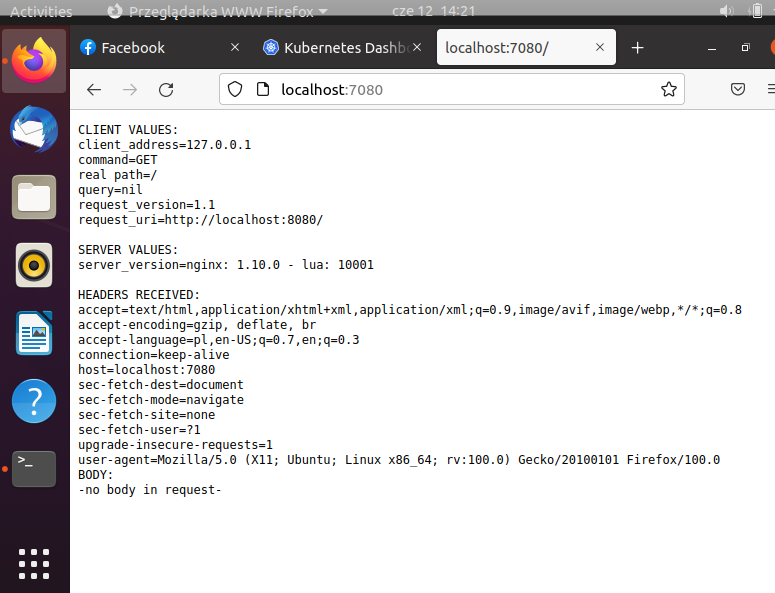 Activities
Przeglądarka WWW Firefox
cze 12 14:21
Facebook
Kubernetes Dashb
localhost:7080/
localhost:7080
CLIENT VALUES:
client_address=127.0.0.1
command=GET
real path=/
query=nil
request_version=1.1
request_uri=http://localhost:8080/
SERVER VALUES:
server_version=nginx: 1.10.0 - lua: 10001
HEADERS RECEIVED:
accept=text/html,application/xhtml+xml,application/xml;q=0.9,image/avif,image/webp,*/*;q=0.8
accept-encoding=gzip, deflate, br
accept-language=pl,en-US;q=0.7,en;q=0.3
connection=keep-alive
host=localhost:7080
sec-fetch-dest=document
sec-fetch-mode=navigate
sec-fetch-site=none
sec-fetch-user=?1
upgrade-insecure-requests=1
user-agent=Mozilla/5.0 (X11; Ubuntu; Linux x86_64; rv:100.0) Gecko/20100101 Firefox/100.0
BODY:
-no body in request-